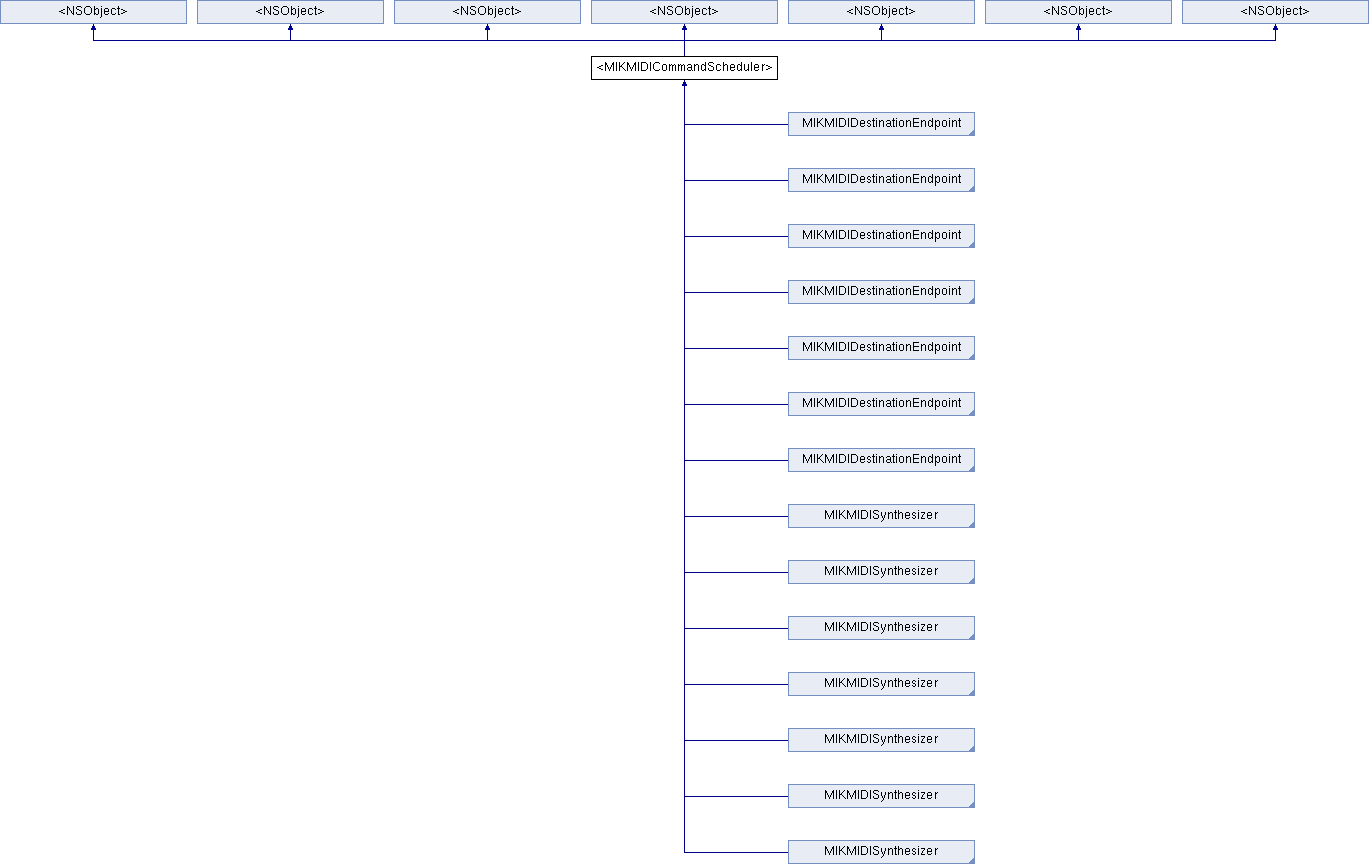 <NSObject> <NSObject> <NSObject> <NSObject> <NSObject> <NSObject> <NSObject>
<MIKMIDICommandScheduler>
MIKMIDIDestinationEndpoint
MIKMIDIDestinationEndpoint
MIKMIDIDestinationEndpoint
MIKMIDIDestinationEndpoint
MIKMIDIDestinationEndpoint
MIKMIDIDestinationEndpoint
MIKMIDIDestinationEndpoint
MIKMIDISynthesizer
MIKMIDISynthesizer
MIKMIDISynthesizer
MIKMIDISynthesizer
MIKMIDISynthesizer
MIKMIDISynthesizer
MIKMIDISynthesizer